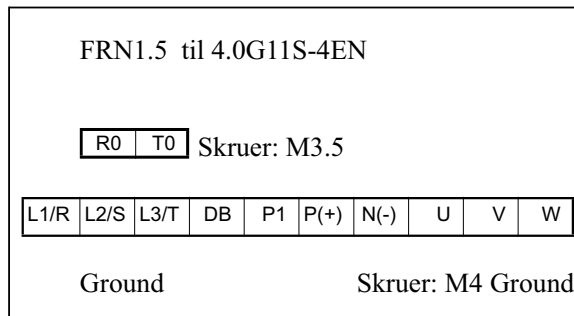 FRN1.5 til 4.0G11S-4EN
R0 T0 Skruer: M3.5
L1/R L2/S L3/T DB P1 P(+) N(-) U V W
Ground Skruer: M4 Ground